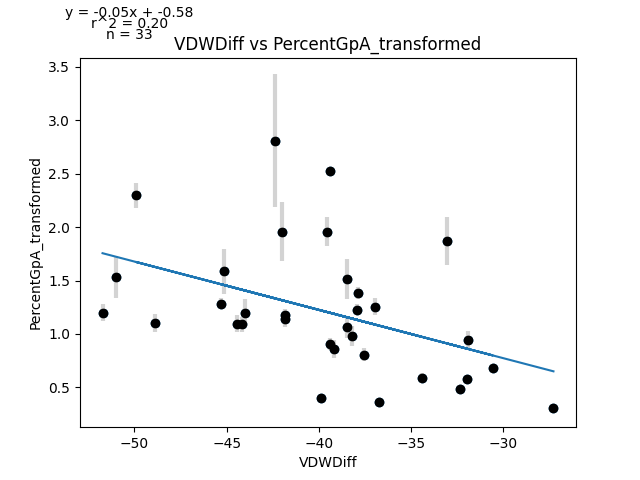 y = -0.05x + -0.58
r^2 = 0.20
n = 33
VDWDiff vs PercentGpA_transformed
PercentGpA_transformed
3.5
3.0
2.5
2.0
1.5
1.0
0.5
−50
−45
−40
−35
−30
VDWDiff